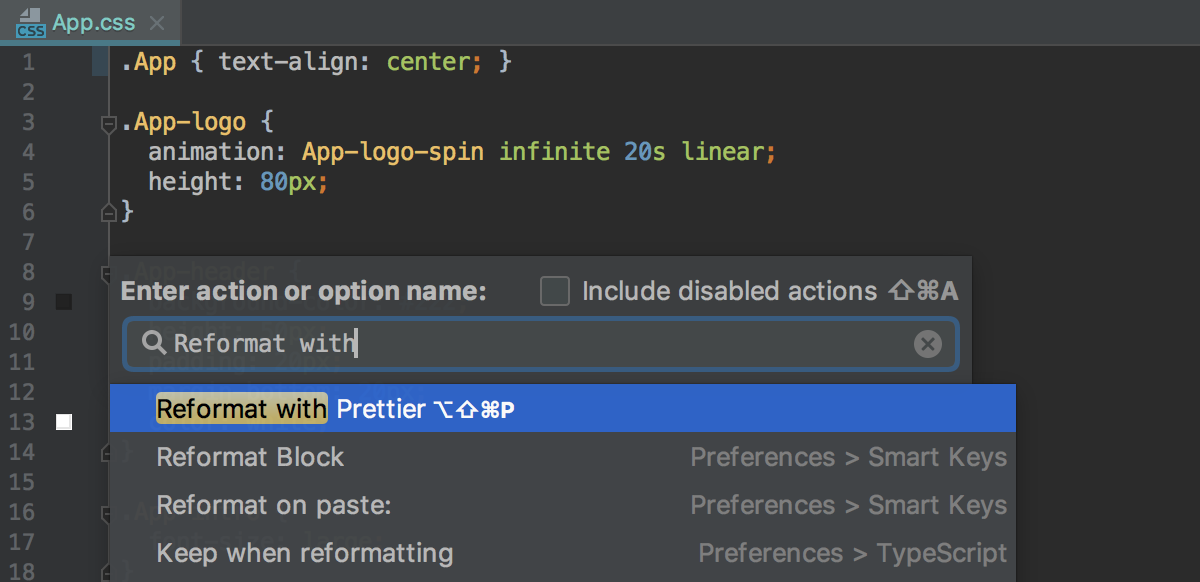 CSS App.css
1 .App { text-align: center; }
2
3 .App-logo {
4 animation: App-logo-spin infinite 20s linear;
5 height: 80px;
6 }
7
8 .App-header {
Enter action or option name: Include disabled actions ⇧⌘A
9
10
Reformat with
11
12
Reformat with Prettier ⌥⇧⌘P
13
14
Reformat Block Preferences > Smart Keys
15
Reformat on paste: Preferences > Smart Keys
16
17
Keep when reformatting Preferences > TypeScript
18